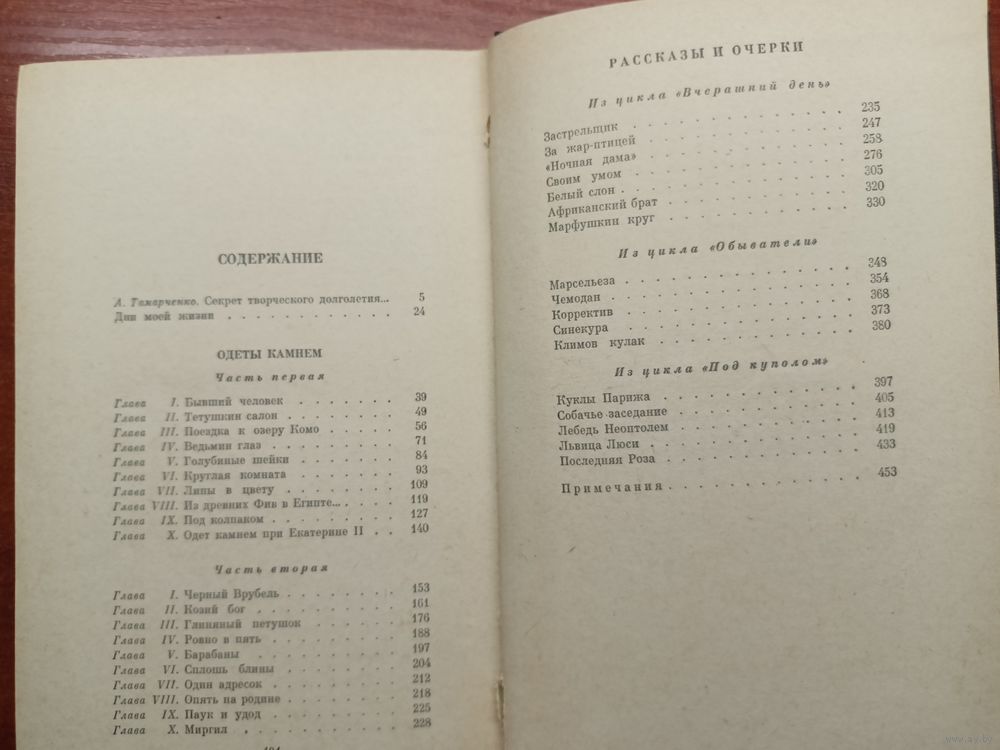 СОДЕРЖАНИЕ
А. Тамарченко. Секрет творческого долголетия... 5
Дни моей жизни . . . . . . . . . . . . 24
ОДЕТЫ КАМНЕМ
Часть первая
Глава I. Бывший человек . . . . . . . 39
Глава II. Тетушкин салон . . . . . . . 49
Глава III. Поездка к озеру Комо . . . . . 56
Глава IV. Ведьмин глаз . . . . . . . . 71
Глава V. Голубиные шейки . . . . . . 84
Глава VI. Круглая комната . . . . . . 93
Глава VII. Липы в цвету . . . . . . . 109
Глава VIII. Из древних Фив в Египте... . . . . 119
Глава IX. Под колпаком . . . . . . . 127
Глава X. Одет камнем при Екатерине II . . 140
Часть вторая
Глава I. Черный Врубель . . . . . . . 153
Глава II. Козий бог . . . . . . . . 161
Глава III. Глиняный петушок . . . . . 176
Глава IV. Ровно в пять . . . . . . . 188
Глава V. Барабаны . . . . . . . . 197
Глава VI. Сплошь блины . . . . . . . 204
Глава VII. Один адресок . . . . . . . 212
Глава VIII. Опять на родине . . . . . . 218
Глава IX. Паук и удод . . . . . . . 225
Глава X. Миргил . . . . . . . . . 228
494
РАССКАЗЫ И ОЧЕРКИ
Из цикла «Вчерашний день»
Застрельщик . . . . . . . . . . . 235
За жар-птицей . . . . . . . . . . 247
«Ночная дама» . . . . . . . . . . 258
Своим умом . . . . . . . . . . . 276
Белый слон . . . . . . . . . . . 305
Африканский брат . . . . . . . . . 320
Марфушкин круг . . . . . . . . . 330
Из цикла «Обыватели»
Марсельеза . . . . . . . . . . . 348
Чемодан . . . . . . . . . . . . 354
Корректив . . . . . . . . . . . 368
Синекура . . . . . . . . . . . 373
Климов кулак . . . . . . . . . . 380
Из цикла «Под куполом»
Куклы Парижа . . . . . . . . . . 397
Собачье заседание . . . . . . . . . 405
Лебедь Неоптолем . . . . . . . . . 413
Львица Люси . . . . . . . . . . 419
Последняя Роза . . . . . . . . . . 433
Примечания . . . . . . . . . . . 453
www.ay.by